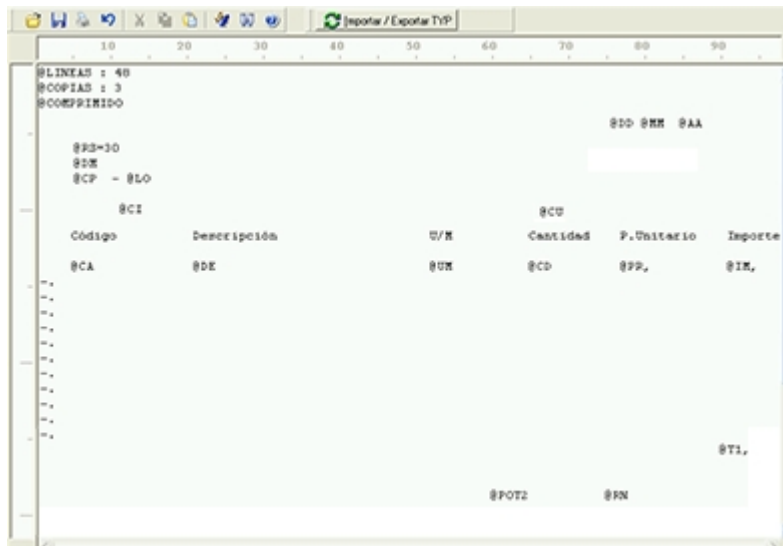 Importar / Exportar TYP
10 20 30 40 50 60 70 80 90
@LINEAS : 48
@COPIAS : 3
@COMPRIMIDO
@DD @MM @AA
@RS=30
@DM
@CP - @LO
@CI @CU
Código Descripción U/M Cantidad P.Unitario Importe
@CA @DE @UM @CD @PR, @IM,
-.
-.
-.
-.
-.
-.
-.
-.
-.
-.
-.
@T1,
@POT2 @RN